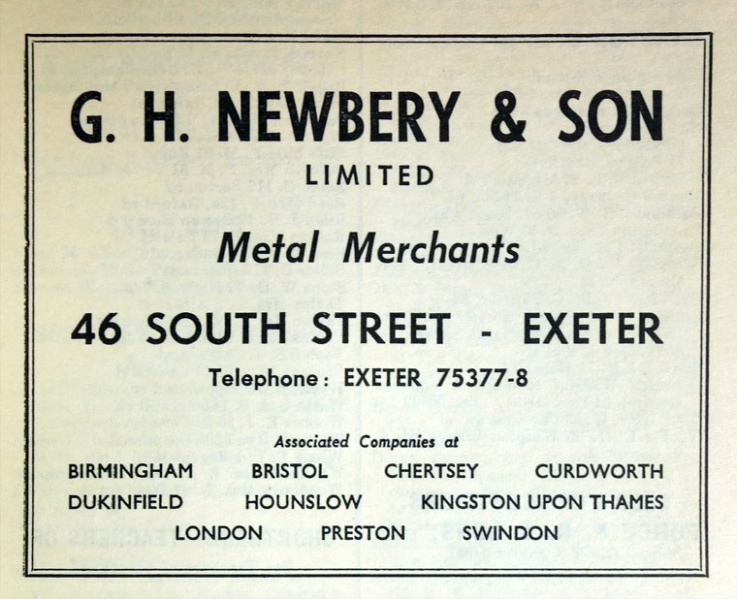 G. H. NEWBERY & SON
LIMITED
Metal Merchants
46 SOUTH STREET - EXETER
Telephone: EXETER 75377-8
Associated Companies at
BIRMINGHAM BRISTOL CHERTSEY CURDWORTH
DUKINFIELD HOUNSLOW KINGSTON UPON THAMES
LONDON PRESTON SWINDON